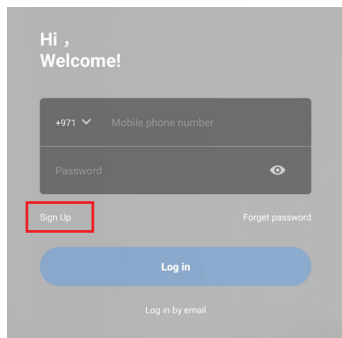 Hi ,
Welcome!
+971 Mobile phone number
Password
Sign Up Forget password
Log in
Log in by email